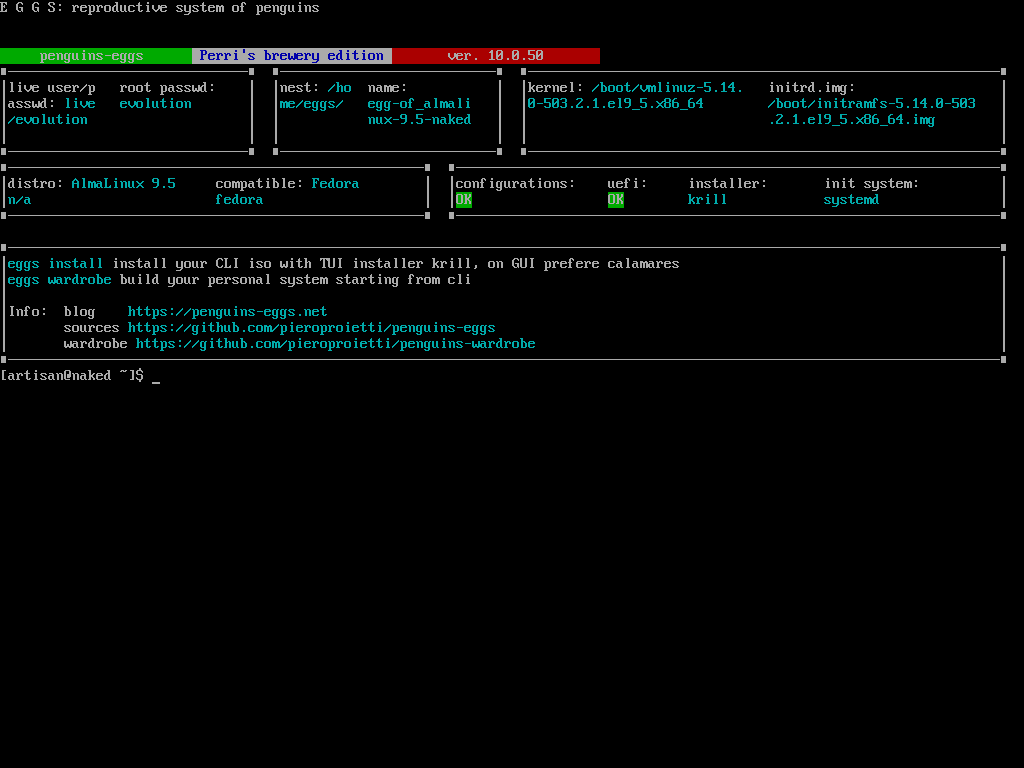 E G G S: reproductive system of penguins
penguins-eggs Perri's brewery edition ver. 10.0.50
live user/p root passwd: nest: /ho name: kernel: /boot/vmlinuz-5.14. initrd.img:
asswd: live evolution me/eggs/ egg-of_almali 0-503.2.1.el9_5.x86_64 /boot/initramfs-5.14.0-503
/evolution nux-9.5-naked .2.1.el9_5.x86_64.img
distro: AlmaLinux 9.5 compatible: Fedora configurations: uefi: installer: init system:
n/a fedora OK OK krill systemd
eggs install install your CLI iso with TUI installer krill, on GUI prefere calamares
eggs wardrobe build your personal system starting from cli
Info: blog https://penguins-eggs.net
sources https://github.com/pieroproietti/penguins-eggs
wardrobe https://github.com/pieroproietti/penguins-wardrobe
[artisan@naked ~]$ _